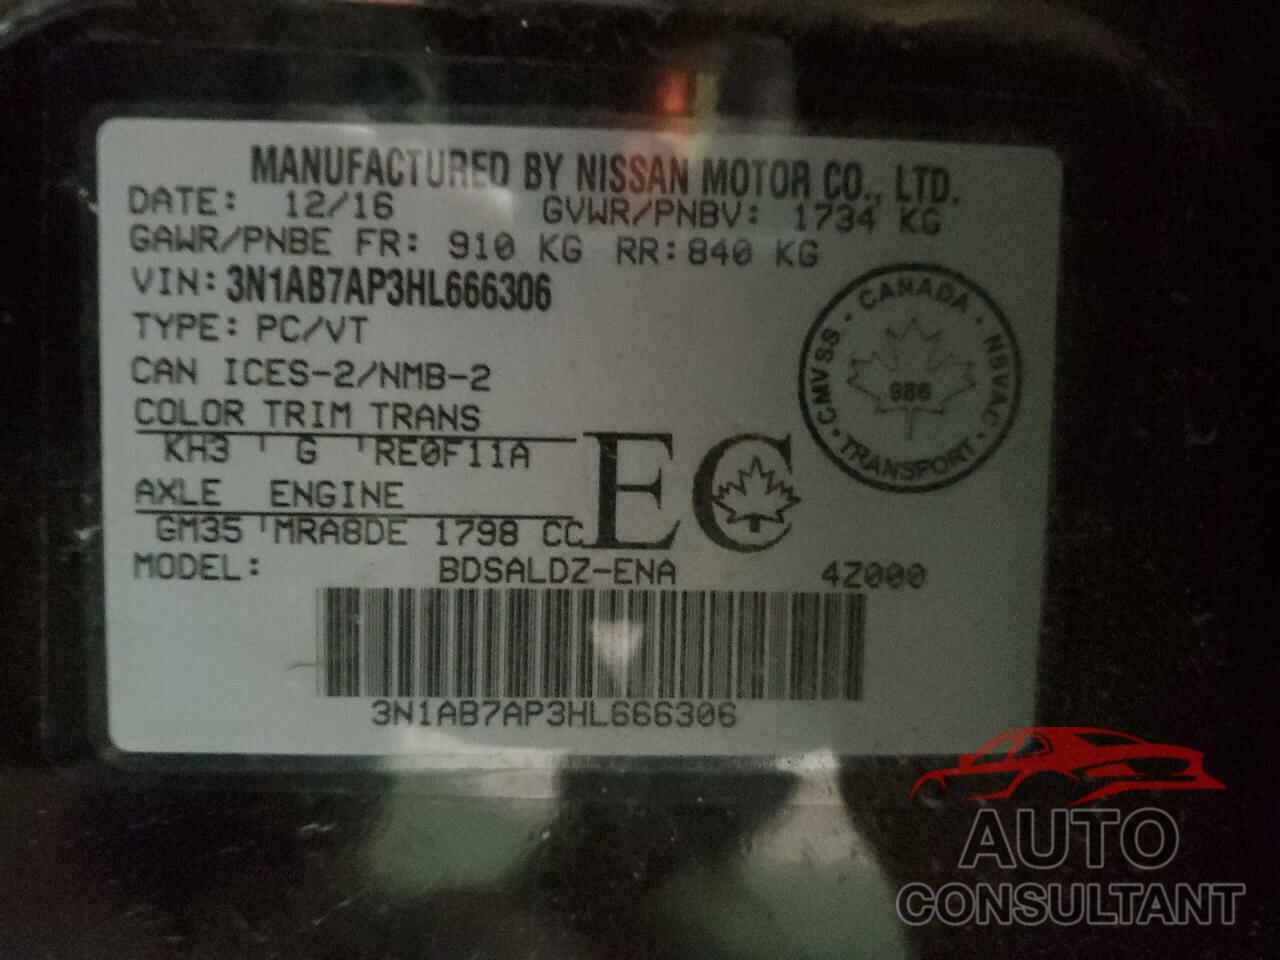 MANUFACTURED BY NISSAN MOTOR CO., LTD.
DATE: 12/16 GVWR/PNBV: 1734 KG
GAWR/PNBE FR: 910 KG RR: 840 KG
VIN: 3N1AB7AP3HL666306
TYPE: PC/VT
CAN ICES-2/NMB-2
COLOR TRIM TRANS
KH3 G RE0F11A
AXLE ENGINE
GM35 MRA8DE 1798 CC
EC
CANADA
CMVSS · NSVAC
986
TRANSPORT
MODEL: BDSALDZ-ENA 4Z000
3N1AB7AP3HL666306
AUTO
CONSULTANT